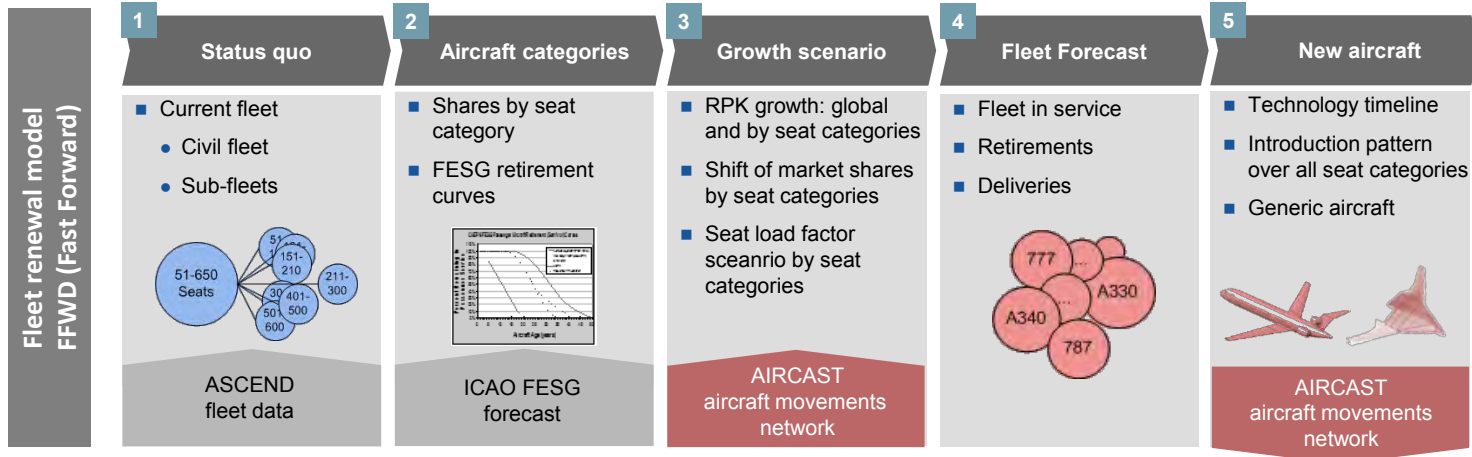 Fleet renewal model
FFWD (Fast Forward)
1
Status quo
Current fleet
Civil fleet
Sub-fleets
51-650
Seats
151-
210
211-
300
401-
500
501-
600
ASCEND
fleet data
2
Aircraft categories
Shares by seat
category
FESG retirement
curves
Aircraft Age (years)
ICAO FESG
forecast
3
Growth scenario
RPK growth: global
and by seat categories
Shift of market shares
by seat categories
Seat load factor
sceanrio by seat
categories
AIRCAST
aircraft movements
network
4
Fleet Forecast
Fleet in service
Retirements
Deliveries
777
...
A330
...
A340
787
5
New aircraft
Technology timeline
Introduction pattern
over all seat categories
Generic aircraft
AIRCAST
aircraft movements
network